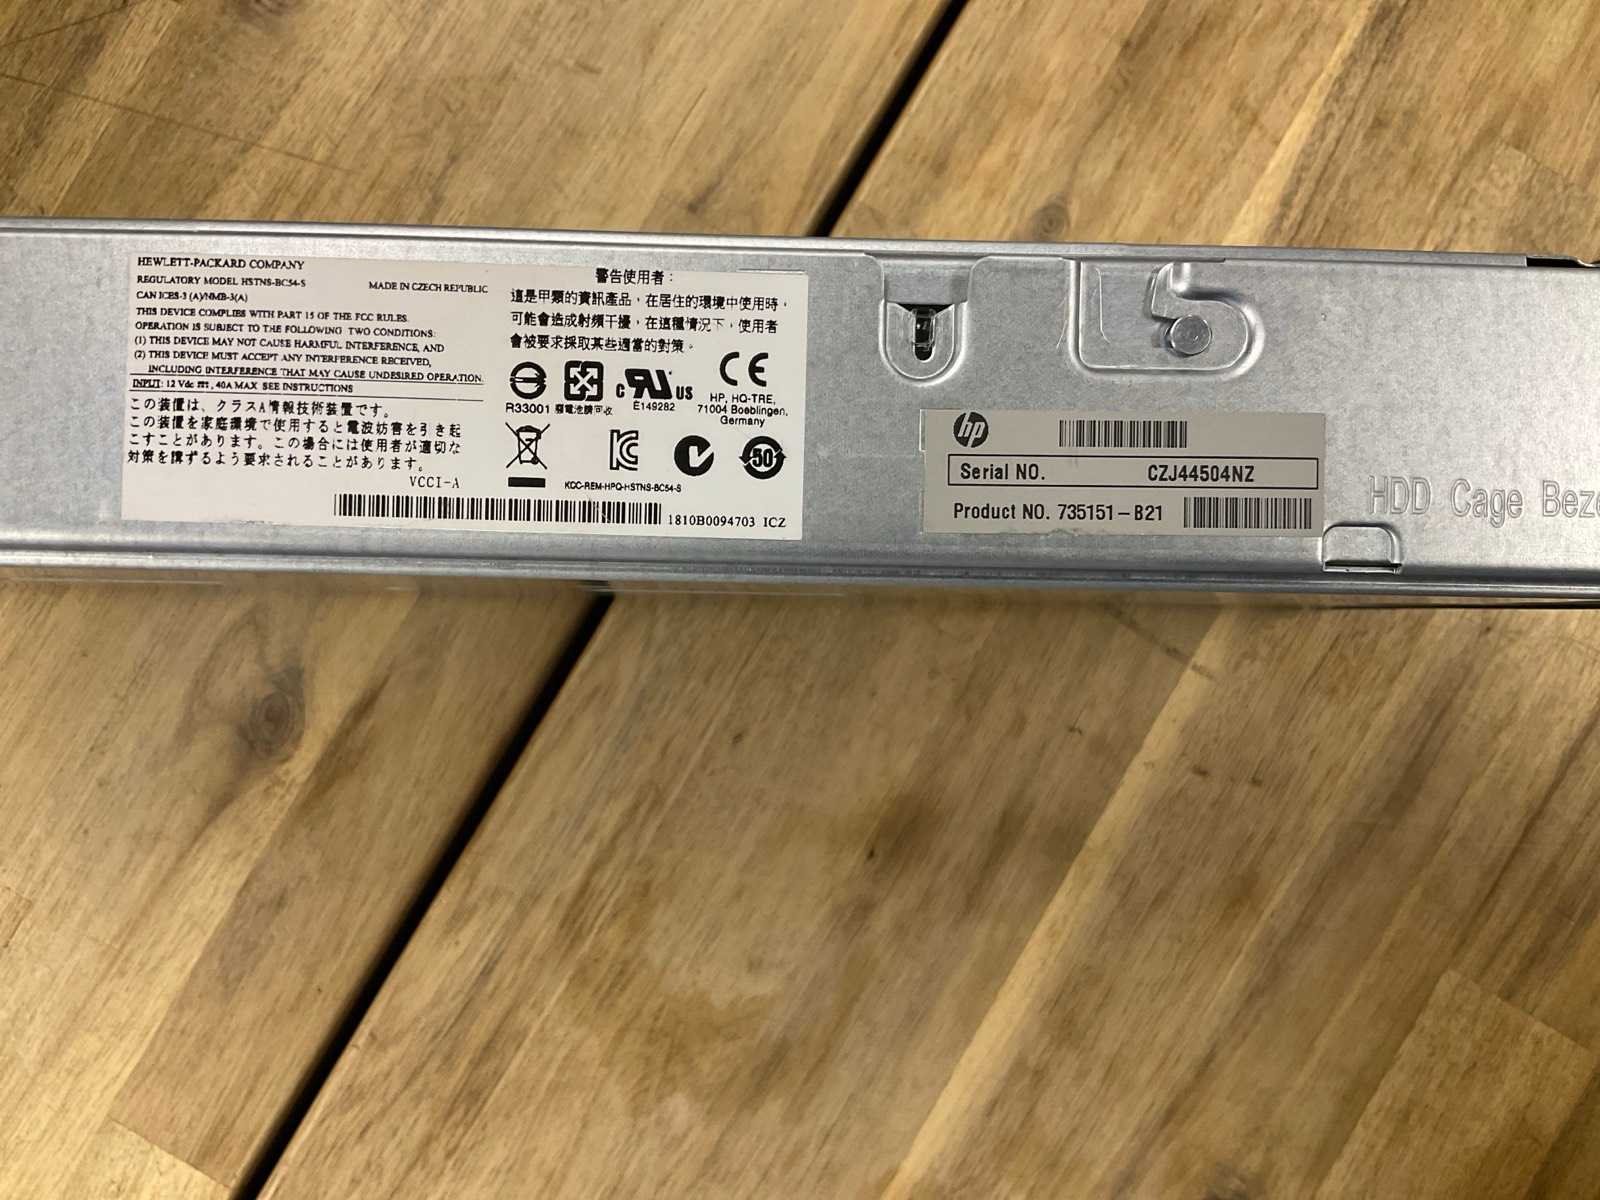 HEWLETT-PACKARD COMPANY
REGULATORY MODEL HSTNS-BC54-S
MADE IN CZECH REPUBLIC
CAN ICES-3 (A)/NMB-3(A)
THIS DEVICE COMPLIES WITH PART 15 OF THE FCC RULES.
OPERATION IS SUBJECT TO THE FOLLOWING TWO CONDITIONS:
(1) THIS DEVICE MAY NOT CAUSE HARMFUL INTERFERENCE, AND
(2) THIS DEVICE MUST ACCEPT ANY INTERFERENCE RECEIVED,
INCLUDING INTERFERENCE THAT MAY CAUSE UNDESIRED OPERATION.
INPUT: 12 Vdc ⎓, 40A MAX SEE INSTRUCTIONS
この装置は、クラスA情報技術装置です。
この装置を家庭環境で使用すると電波妨害を引き起
こすことがあります。この場合には使用者が適切な
対策を講ずるよう要求されることがあります。
VCCI-A
警告使用者：
這是甲類的資訊產品，在居住的環境中使用時，
可能會造成射頻干擾，在這種情況下，使用者
會被要求採取某些適當的對策。
R33001
廢電池請回收
c RU US
E149282
CE
HP, HQ-TRE,
71004 Boeblingen,
Germany
KCC-REM-HPQ-HSTNS-BC54-S
50
1810B0094703 ICZ
hp
Serial NO. CZJ44504NZ
Product NO. 735151-B21
HDD Cage Beze